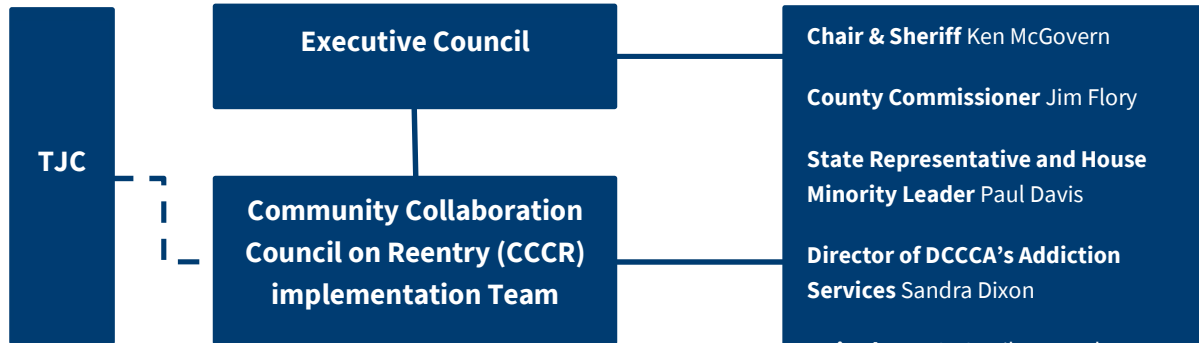 TJC
Executive Council
Community Collaboration
Council on Reentry (CCCR)
implementation Team
Chair & Sheriff Ken McGovern
County Commissioner Jim Flory
State Representative and House
Minority Leader Paul Davis
Director of DCCCA’s Addiction
Services Sandra Dixon